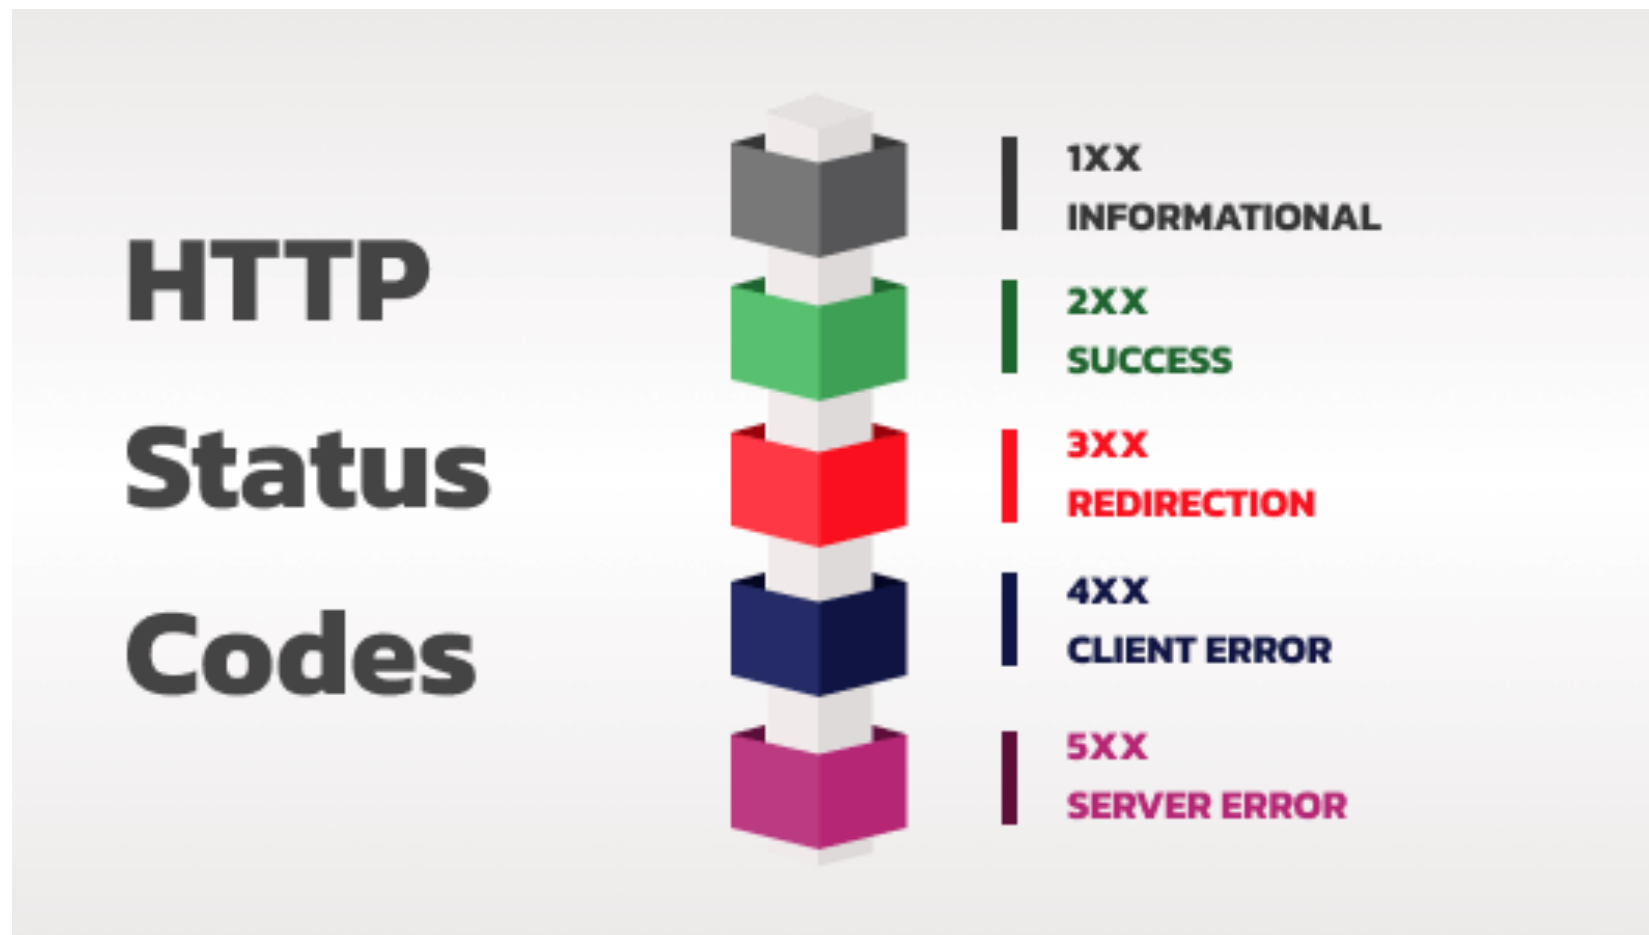 HTTP
Status
Codes
1XX
INFORMATIONAL
2XX
SUCCESS
3XX
REDIRECTION
4XX
CLIENT ERROR
5XX
SERVER ERROR